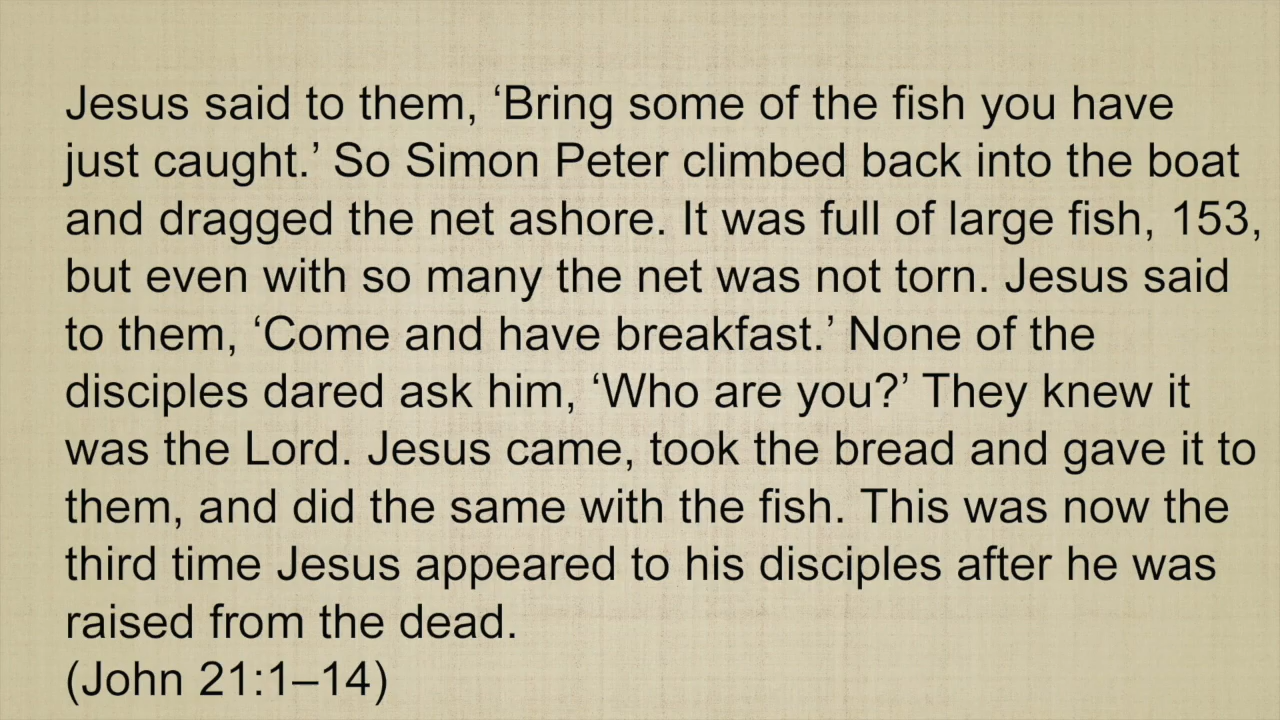 Jesus said to them, ‘Bring some of the fish you have
just caught.’ So Simon Peter climbed back into the boat
and dragged the net ashore. It was full of large fish, 153,
but even with so many the net was not torn. Jesus said
to them, ‘Come and have breakfast.’ None of the
disciples dared ask him, ‘Who are you?’ They knew it
was the Lord. Jesus came, took the bread and gave it to
them, and did the same with the fish. This was now the
third time Jesus appeared to his disciples after he was
raised from the dead.
(John 21:1–14)